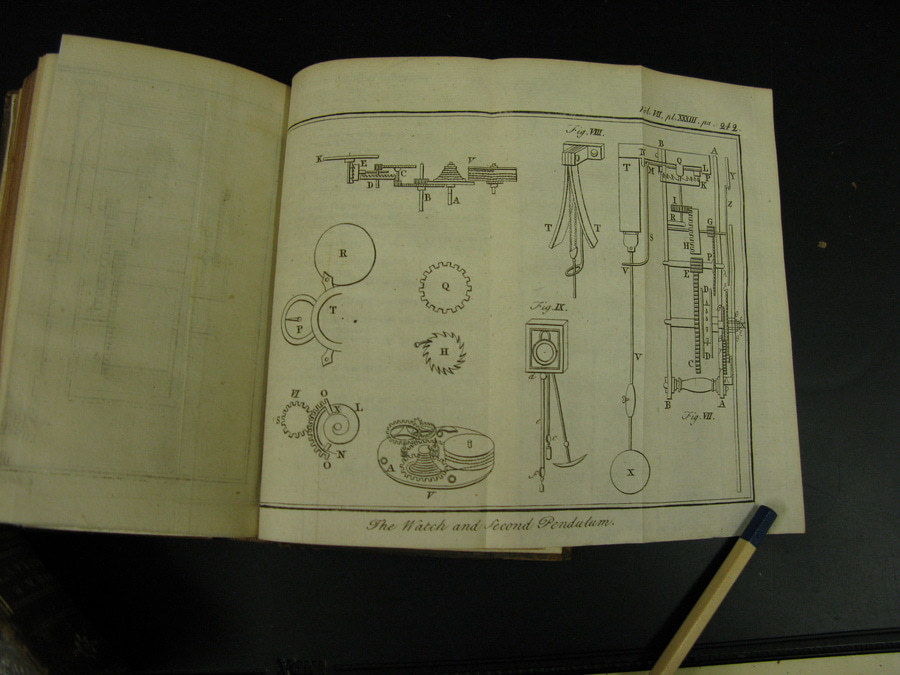 Vol. VII. pl. XXXIII. pa. 242.
Fig. VIII.
K E C V
D B A
D T T
R
P T
Q
H
H O L
O N
A V
Fig. IX.
T S
V
V
X
B A
Q L
M K
Y
Z
I
R
G
H
P
E
D
C D
B A
Fig. VII.
The Watch and Second Pendulum.